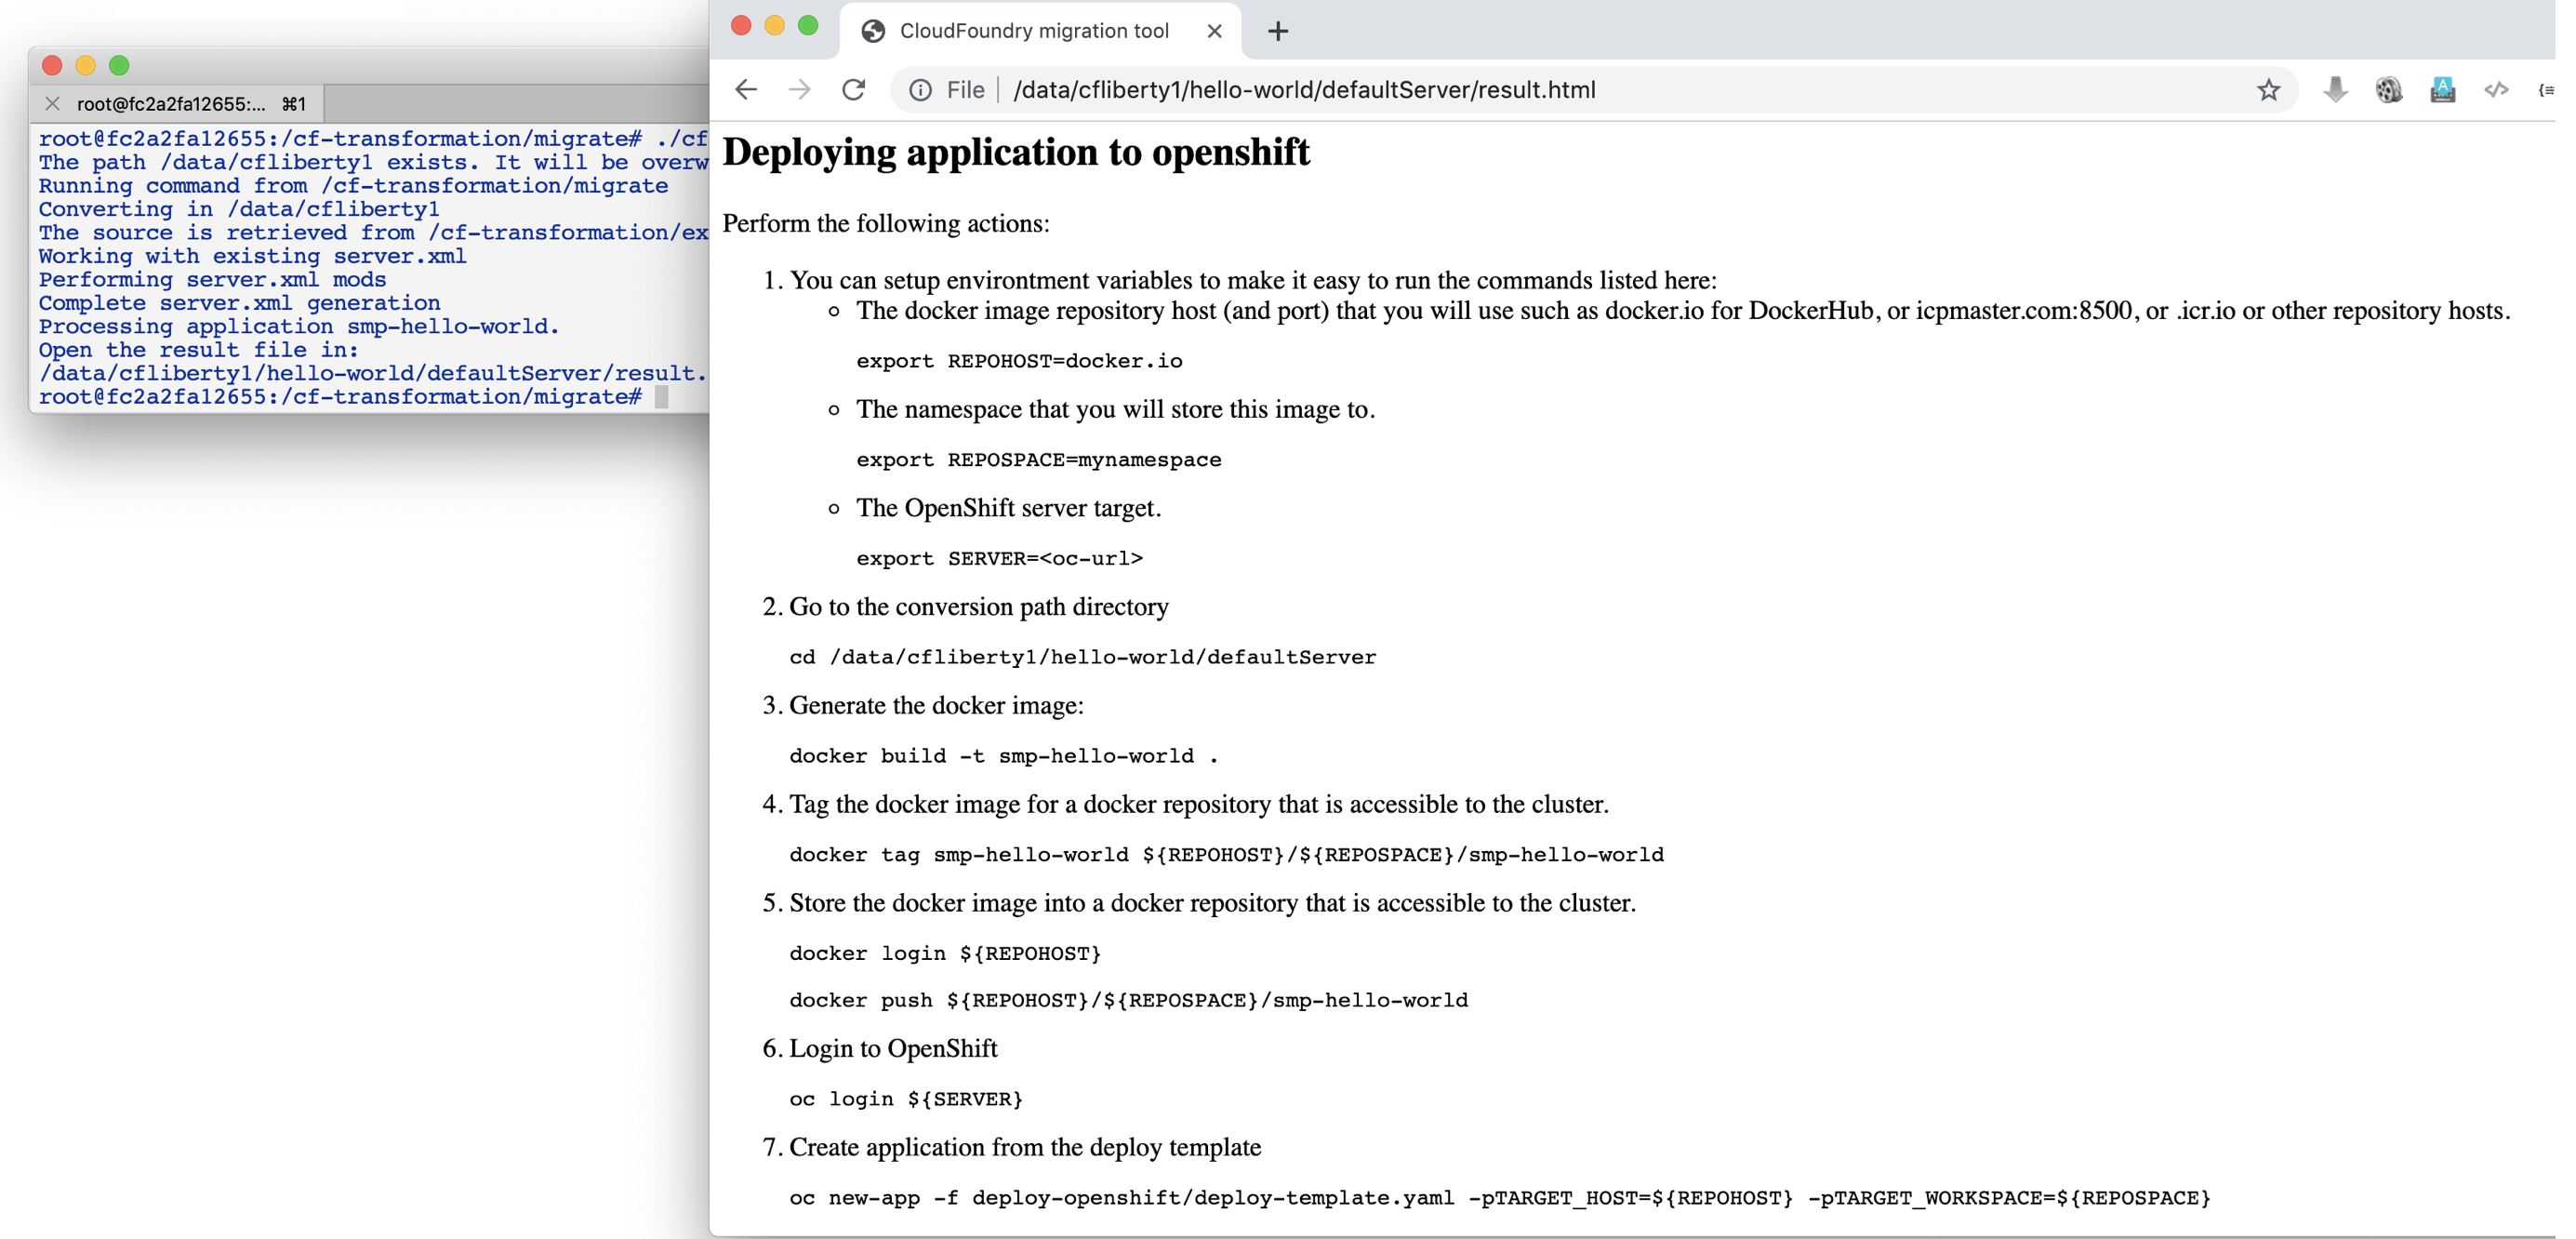 root@fc2a2fa12655:... ⌘1
root@fc2a2fa12655:/cf-transformation/migrate# ./cf
The path /data/cfliberty1 exists. It will be overw
Running command from /cf-transformation/migrate
Converting in /data/cfliberty1
The source is retrieved from /cf-transformation/ex
Working with existing server.xml
Performing server.xml mods
Complete server.xml generation
Processing application smp-hello-world.
Open the result file in:
/data/cfliberty1/hello-world/defaultServer/result.
root@fc2a2fa12655:/cf-transformation/migrate#
CloudFoundry migration tool
File /data/cfliberty1/hello-world/defaultServer/result.html
Deploying application to openshift
Perform the following actions:
1. You can setup environtment variables to make it easy to run the commands listed here:
The docker image repository host (and port) that you will use such as docker.io for DockerHub, or icpmaster.com:8500, or .icr.io or other repository hosts.
export REPOHOST=docker.io
The namespace that you will store this image to.
export REPOSPACE=mynamespace
The OpenShift server target.
export SERVER=<oc-url>
2. Go to the conversion path directory
cd /data/cfliberty1/hello-world/defaultServer
3. Generate the docker image:
docker build -t smp-hello-world .
4. Tag the docker image for a docker repository that is accessible to the cluster.
docker tag smp-hello-world ${REPOHOST}/${REPOSPACE}/smp-hello-world
5. Store the docker image into a docker repository that is accessible to the cluster.
docker login ${REPOHOST}
docker push ${REPOHOST}/${REPOSPACE}/smp-hello-world
6. Login to OpenShift
oc login ${SERVER}
7. Create application from the deploy template
oc new-app -f deploy-openshift/deploy-template.yaml -pTARGET_HOST=${REPOHOST} -pTARGET_WORKSPACE=${REPOSPACE}